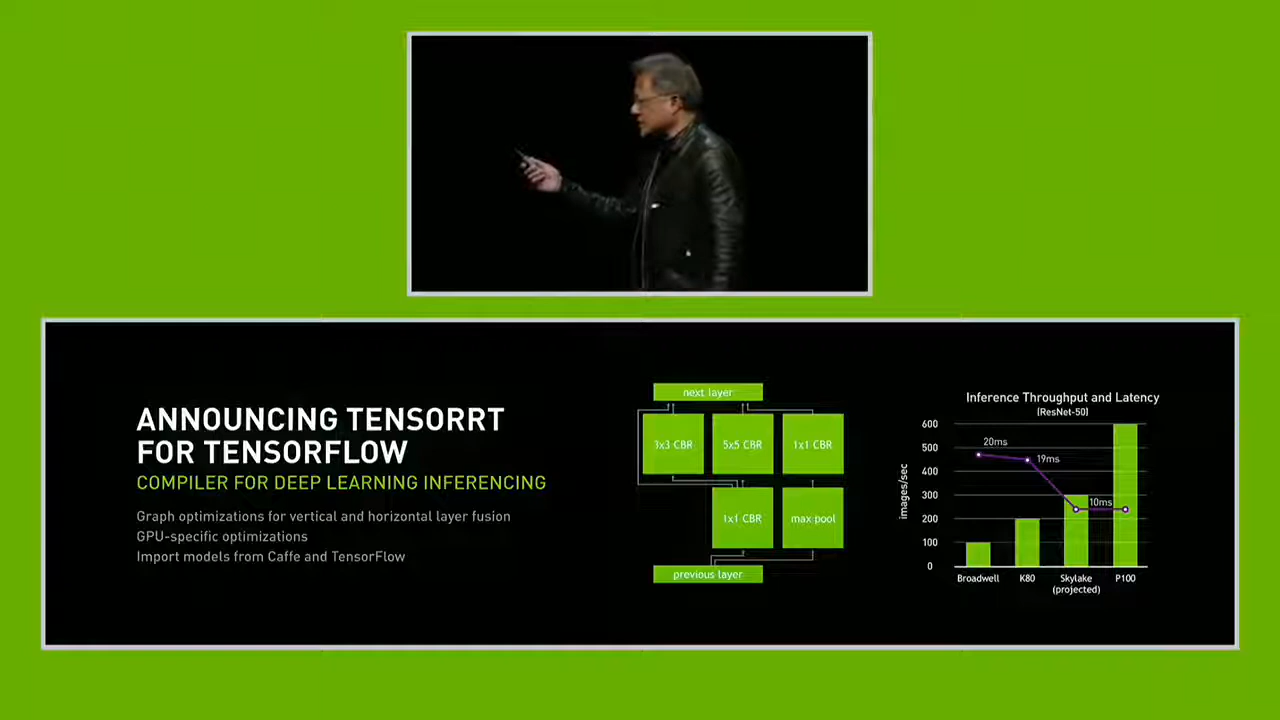 ANNOUNCING TENSORRT
FOR TENSORFLOW
COMPILER FOR DEEP LEARNING INFERENCING
Graph optimizations for vertical and horizontal layer fusion
GPU-specific optimizations
Import models from Caffe and TensorFlow
next layer
3x3 CBR
5x5 CBR
1x1 CBR
1x1 CBR
max pool
previous layer
Inference Throughput and Latency
(ResNet-50)
images/sec
600
500
400
300
200
100
0
20ms
19ms
10ms
Broadwell
K80
Skylake
(projected)
P100